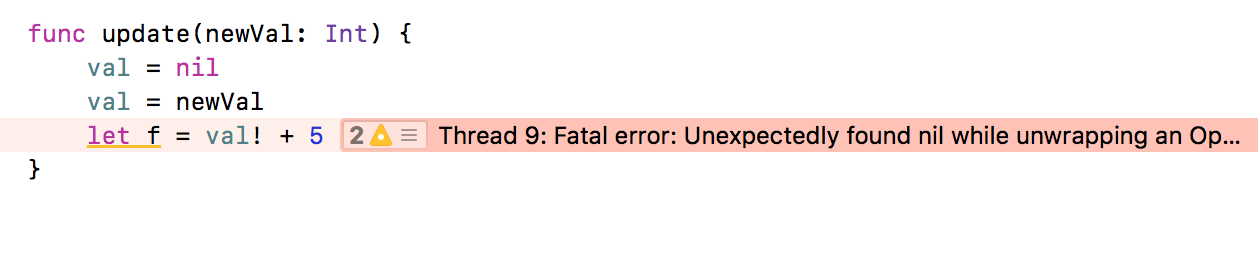 func update(newVal: Int) {
    val = nil
    val = newVal
    let f = val! + 5 2 Thread 9: Fatal error: Unexpectedly found nil while unwrapping an Op...
}